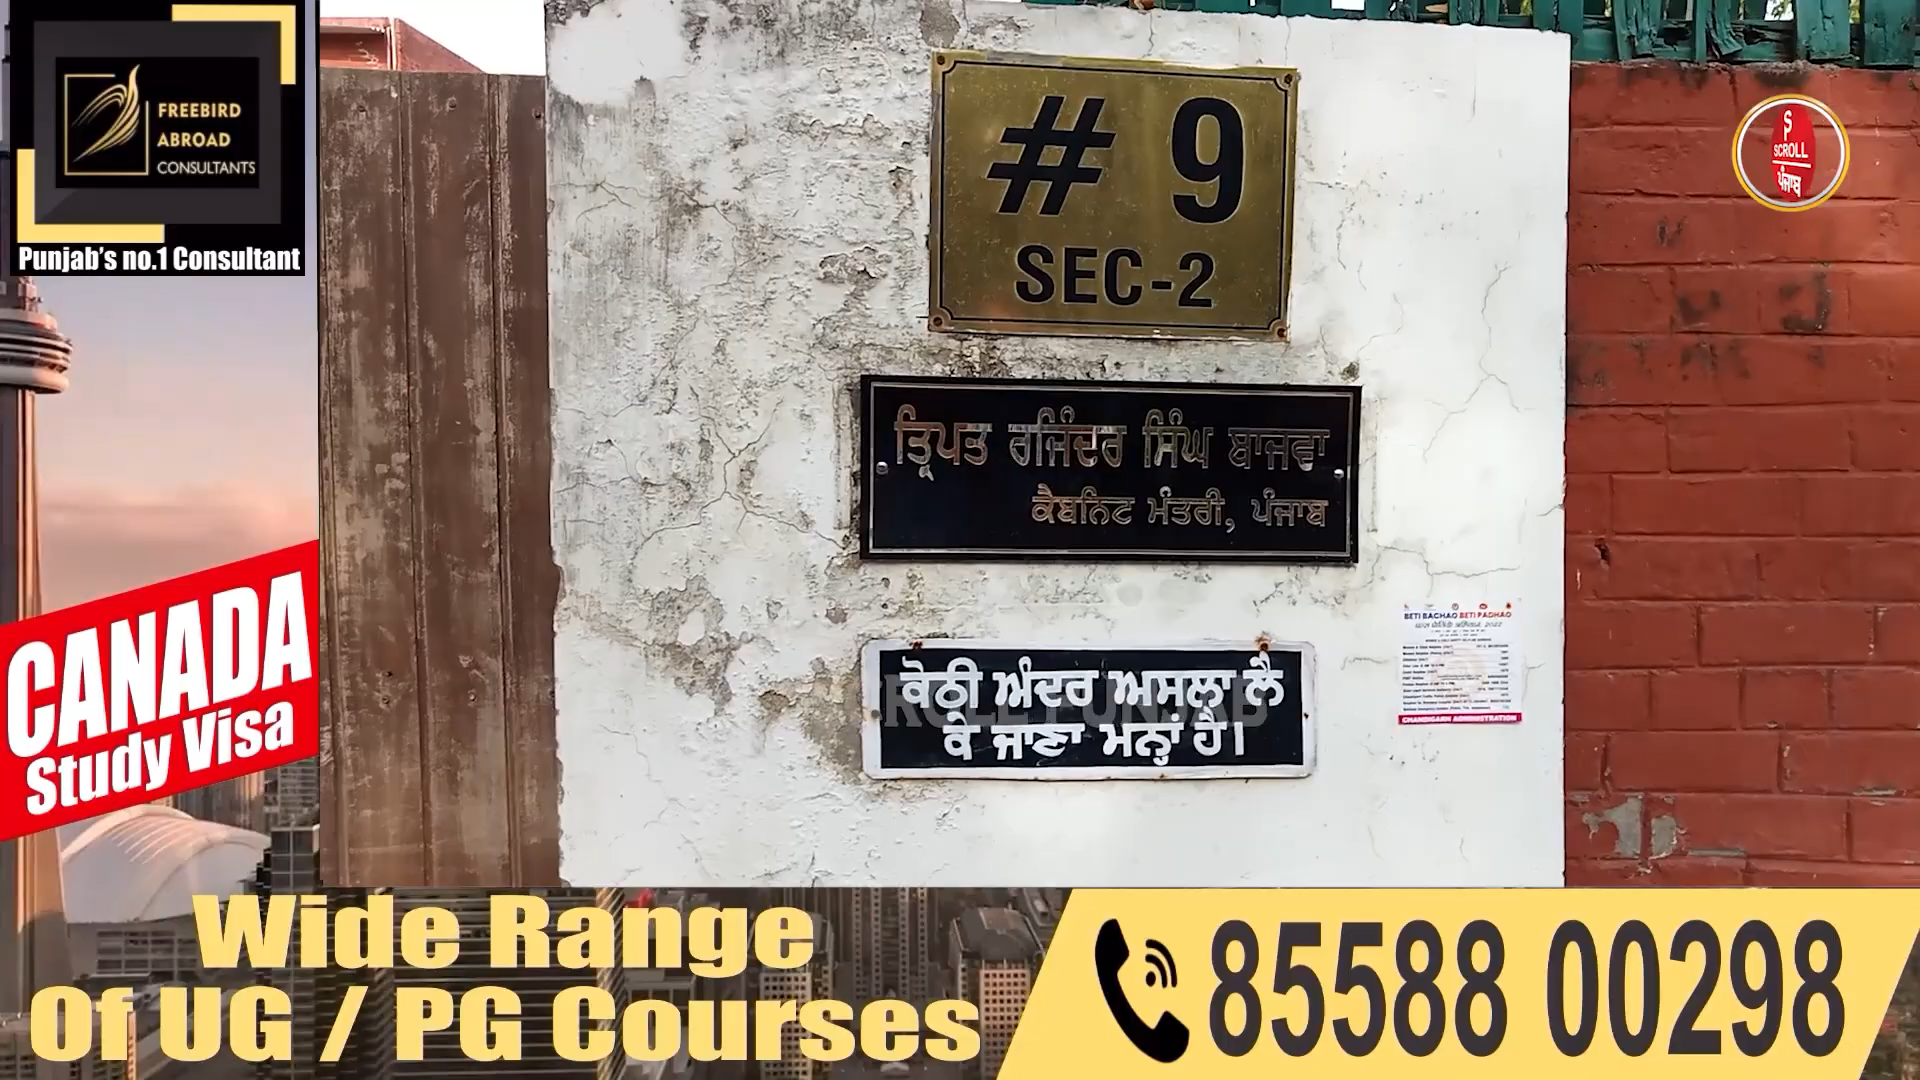 FREEBIRD
ABROAD
CONSULTANTS
Punjab's no.1 Consultant
CANADA
Study Visa
# 9
SEC-2
ਤ੍ਰਿਪਤ ਰਜਿੰਦਰ ਸਿੰਘ ਬਾਜਵਾ
ਕੈਬਨਿਟ ਮੰਤਰੀ, ਪੰਜਾਬ
ਕੋਠੀ ਅੰਦਰ ਅਸਲਾ ਲੈ
ਕੇ ਜਾਣਾ ਮਨ੍ਹਾਂ ਹੈ।
BETI BACHAO BETI PADHAO
CHANDIGARH ADMINISTRATION
S
P
SCROLL
ਪੰਜਾਬ
Wide Range
Of UG / PG Courses
85588 00298